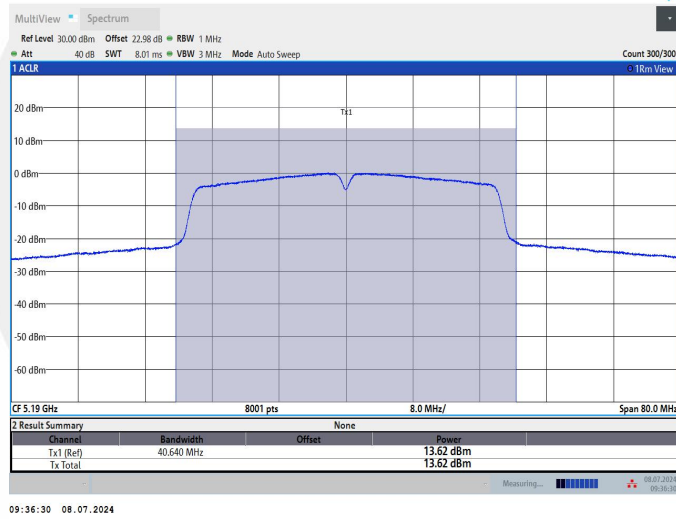 MultiView Spectrum
Ref Level 30.00 dBm Offset 22.98 dB RBW 1 MHz
Att 40 dB SWT 8.01 ms VBW 3 MHz Mode Auto Sweep Count 300/300
1 ACLR 1Rm View
Tx1
20 dBm
10 dBm
0 dBm
-10 dBm
-20 dBm
-30 dBm
-40 dBm
-50 dBm
-60 dBm
CF 5.19 GHz 8001 pts 8.0 MHz/ Span 80.0 MHz
2 Result Summary None
Channel Bandwidth Offset Power
Tx1 (Ref) 40.640 MHz 13.62 dBm
Tx Total 13.62 dBm
Measuring... 08.07.2024
09:36:30
09:36:30 08.07.2024